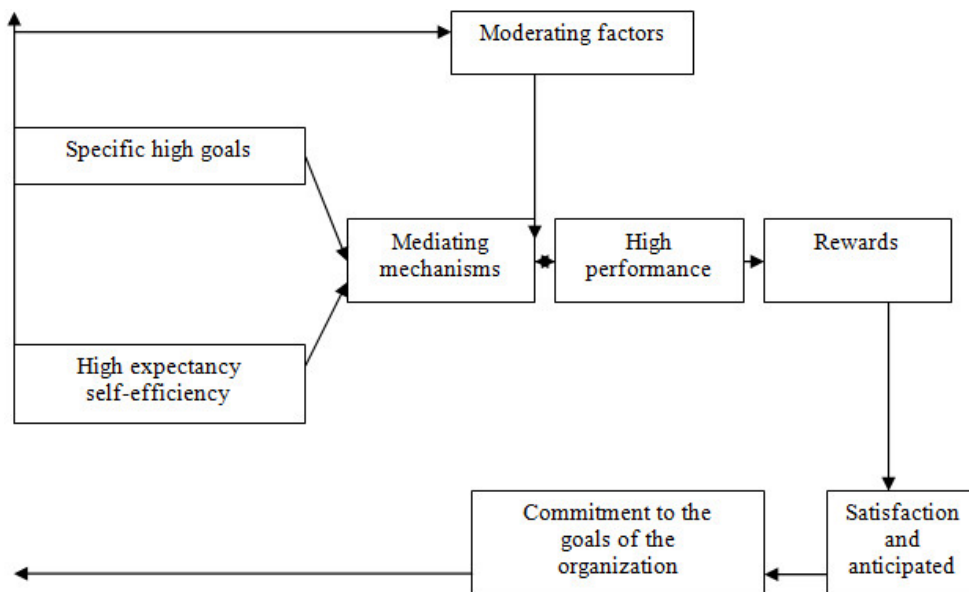 Moderating factors
Specific high goals
Mediating
mechanisms
High
performance
Rewards
High expectancy
self-efficiency
Commitment to the
goals of the
organization
Satisfaction
and
anticipated